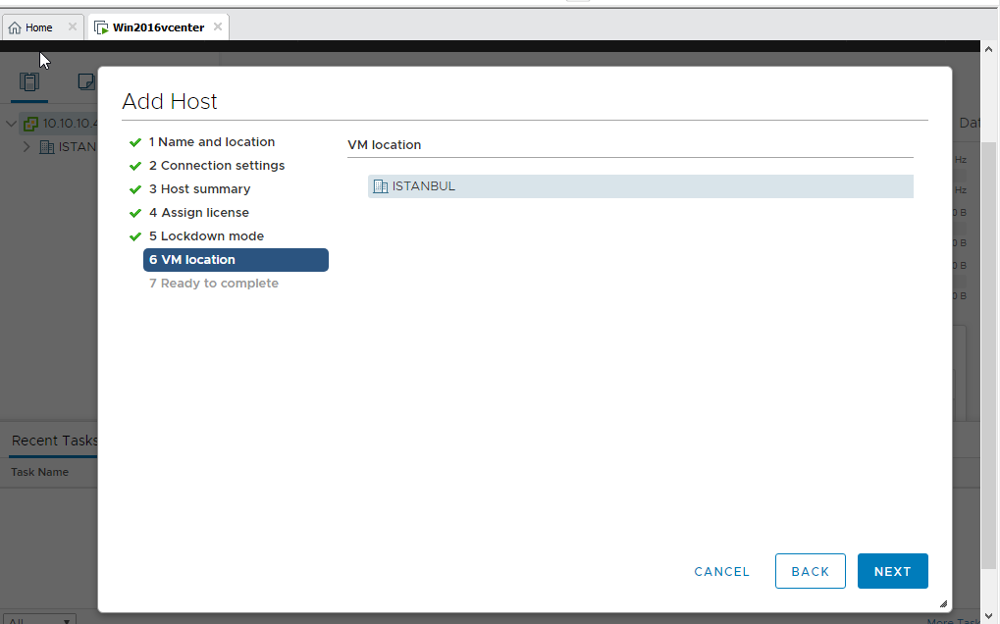 Home
Win2016vcenter
10.10.10.4
ISTAN
Dat
Add Host
1 Name and location
2 Connection settings
3 Host summary
4 Assign license
5 Lockdown mode
6 VM location
7 Ready to complete
VM location
ISTANBUL
Hz
Hz
0 B
0 B
0 B
0 B
Recent Tasks
Task Name
CANCEL
BACK
NEXT
All
More Task